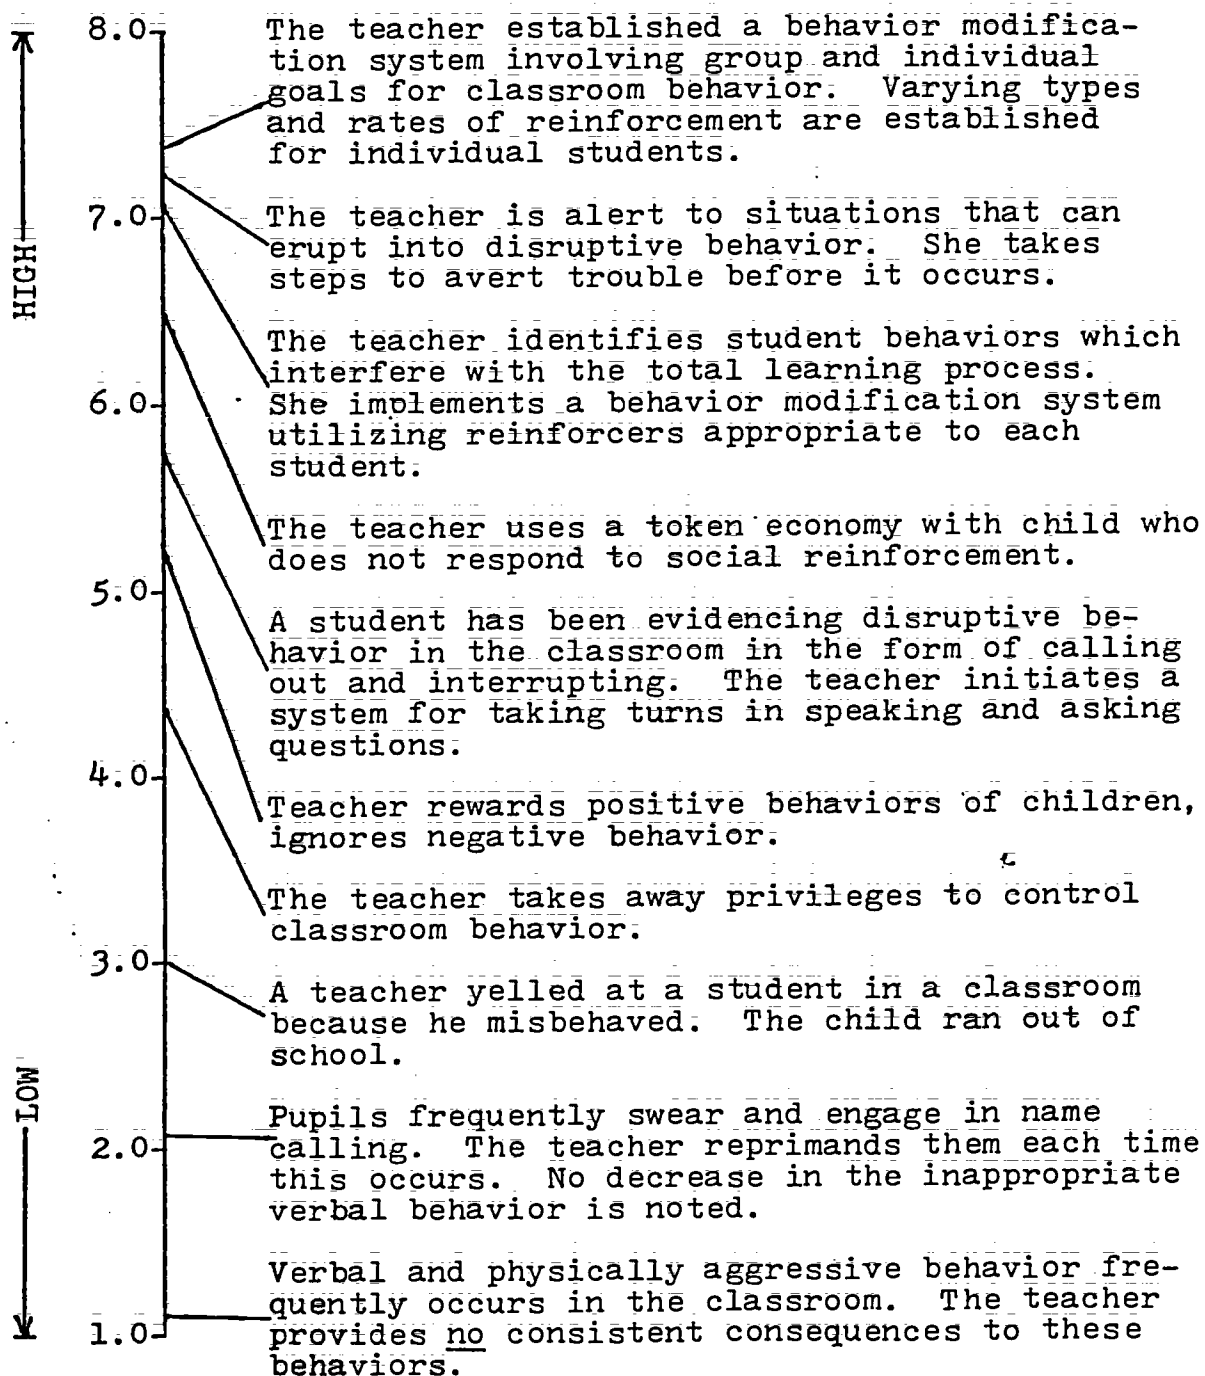 8.0
The teacher established a behavior modifica-
tion system involving group and individual
goals for classroom behavior. Varying types
and rates of reinforcement are established
for individual students.
7.0
The teacher is alert to situations that can
erupt into disruptive behavior. She takes
steps to avert trouble before it occurs.
HIGH
The teacher identifies student behaviors which
interfere with the total learning process.
6.0
She implements a behavior modification system
utilizing reinforcers appropriate to each
student.
The teacher uses a token economy with child who
does not respond to social reinforcement.
5.0
A student has been evidencing disruptive be-
havior in the classroom in the form of calling
out and interrupting. The teacher initiates a
system for taking turns in speaking and asking
questions.
4.0
Teacher rewards positive behaviors of children,
ignores negative behavior.
The teacher takes away privileges to control
classroom behavior.
3.0
A teacher yelled at a student in a classroom
because he misbehaved. The child ran out of
school.
LOW
Pupils frequently swear and engage in name
2.0
calling. The teacher reprimands them each time
this occurs. No decrease in the inappropriate
verbal behavior is noted.
Verbal and physically aggressive behavior fre-
quently occurs in the classroom. The teacher
1.0
provides no consistent consequences to these
behaviors.